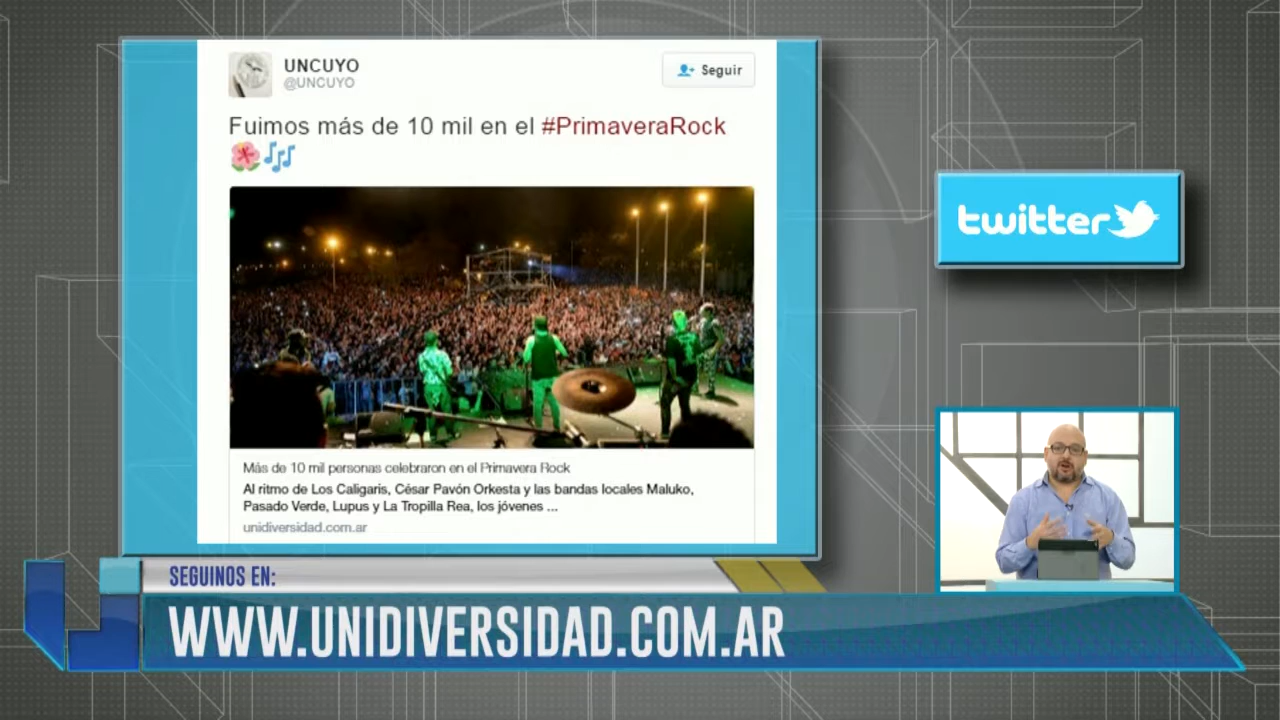 UNCUYO
@UNCUYO
Seguir
Fuimos más de 10 mil en el #PrimaveraRock
Más de 10 mil personas celebraron en el Primavera Rock
Al ritmo de Los Caligaris, César Pavón Orkesta y las bandas locales Maluko,
Pasado Verde, Lupus y La Tropilla Rea, los jóvenes ...
unidiversidad.com.ar
twitter
SEGUINOS EN:
WWW.UNIDIVERSIDAD.COM.AR